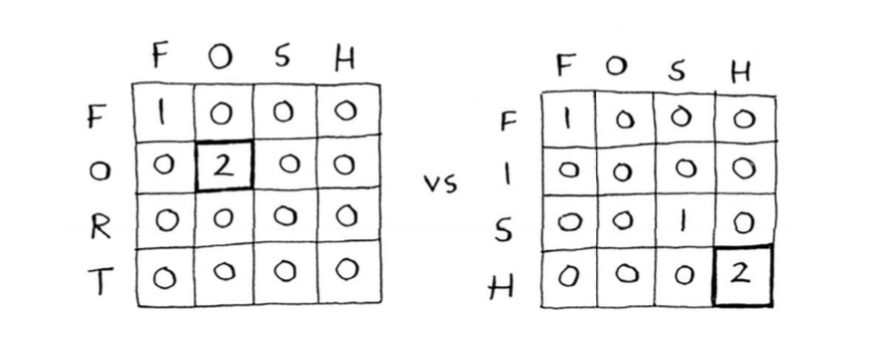 F O S H
F 1 0 0 0
O 0 2 0 0
R 0 0 0 0
T 0 0 0 0
vs
F O S H
F 1 0 0 0
I 0 0 0 0
S 0 0 1 0
H 0 0 0 2